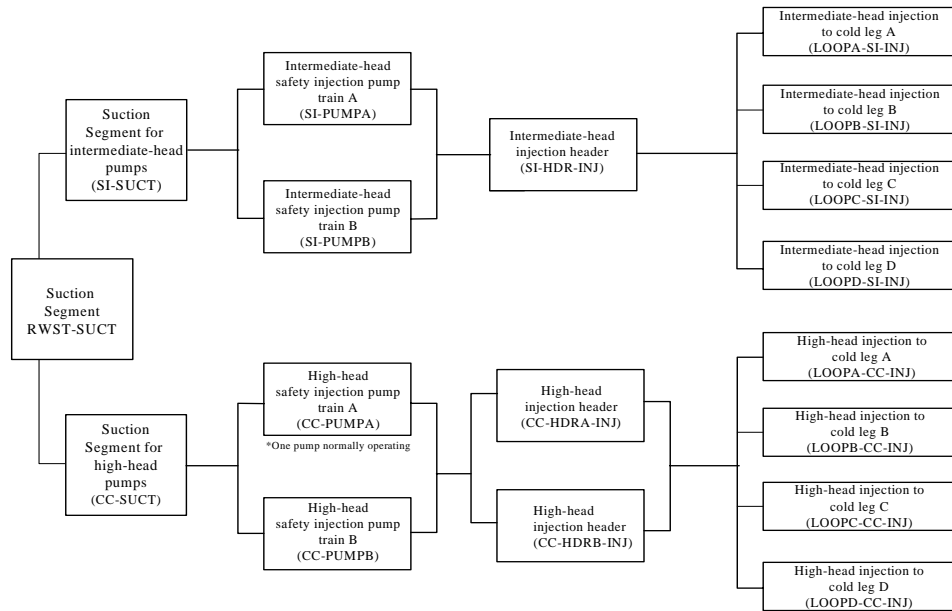 Suction
Segment
RWST-SUCT
Suction
Segment for
intermediate-head
pumps
(SI-SUCT)
Intermediate-head
safety injection pump
train A
(SI-PUMPA)
Intermediate-head
safety injection pump
train B
(SI-PUMPB)
Intermediate-head
injection header
(SI-HDR-INJ)
Intermediate-head injection
to cold leg A
(LOOPA-SI-INJ)
Intermediate-head injection
to cold leg B
(LOOPB-SI-INJ)
Intermediate-head injection
to cold leg C
(LOOPC-SI-INJ)
Intermediate-head injection
to cold leg D
(LOOPD-SI-INJ)
Suction
Segment for
high-head
pumps
(CC-SUCT)
High-head
safety injection pump
train A
(CC-PUMPA)
*One pump normally operating
High-head
safety injection pump
train B
(CC-PUMPB)
High-head
injection header
(CC-HDRA-INJ)
High-head
injection header
(CC-HDRB-INJ)
High-head injection to
cold leg A
(LOOPA-CC-INJ)
High-head injection to
cold leg B
(LOOPB-CC-INJ)
High-head injection to
cold leg C
(LOOPC-CC-INJ)
High-head injection to
cold leg D
(LOOPD-CC-INJ)